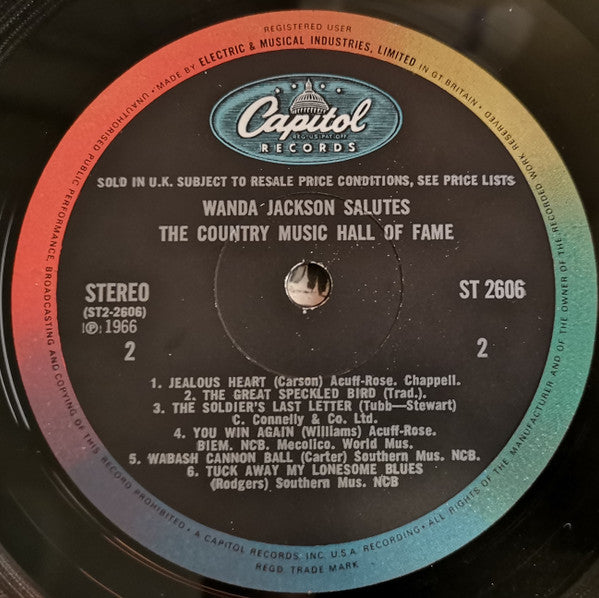 REGISTERED USER
• MADE BY ELECTRIC & MUSICAL INDUSTRIES, LIMITED IN GT BRITAIN •
Capitol
REG. U.S. PAT. OFF.
RECORDS
SOLD IN U.K. SUBJECT TO RESALE PRICE CONDITIONS, SEE PRICE LISTS
WANDA JACKSON SALUTES
THE COUNTRY MUSIC HALL OF FAME
STEREO
(ST2-2606)
℗ 1966
2
ST 2606
2
1. JEALOUS HEART (Carson) Acuff-Rose. Chappell.
2. THE GREAT SPECKLED BIRD (Trad.).
3. THE SOLDIER'S LAST LETTER (Tubb—Stewart)
C. Connelly & Co. Ltd.
4. YOU WIN AGAIN (Williams) Acuff-Rose.
BIEM. NCB. Mecolico. World Mus.
5. WABASH CANNON BALL (Carter) Southern Mus. NCB.
6. TUCK AWAY MY LONESOME BLUES
(Rodgers) Southern Mus. NCB
• A CAPITOL RECORDS, INC. U.S.A. RECORDING •
REGD. TRADE MARK
ALL RIGHTS OF THE MANUFACTURER AND OF THE OWNER OF THE RECORDED WORK RESERVED •
UNAUTHORISED PUBLIC PERFORMANCE, BROADCASTING AND COPYING OF THIS RECORD PROHIBITED